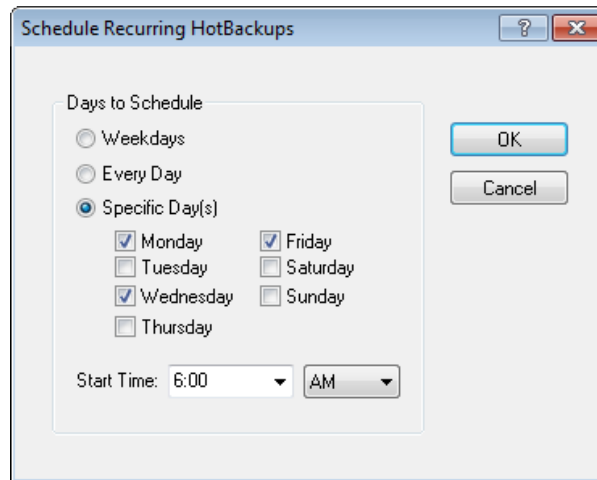 Schedule Recurring HotBackups
?
Days to Schedule
Weekdays
OK
Every Day
Cancel
Specific Day(s)
Monday Friday
Tuesday Saturday
Wednesday Sunday
Thursday
Start Time: 6:00 AM